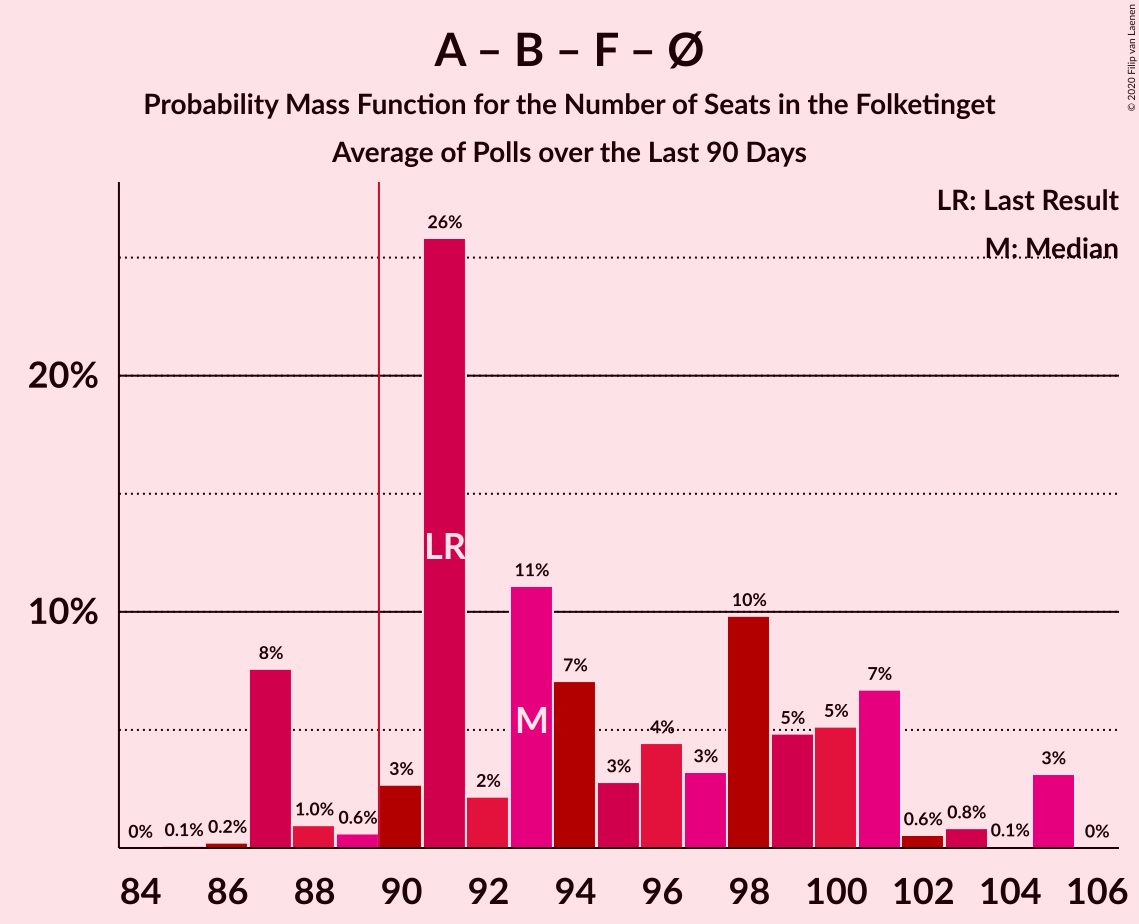 A – B – F – Ø
Probability Mass Function for the Number of Seats in the Folketinget
Average of Polls over the Last 90 Days
© 2020 Filip van Laenen
LR: Last Result
M: Median
20%
10%
0%
0.1%
0.2%
8%
1.0%
0.6%
3%
26%
2%
11%
7%
3%
4%
3%
10%
5%
5%
7%
0.6%
0.8%
0.1%
3%
0%
LR
M
84 86 88 90 92 94 96 98 100 102 104 106